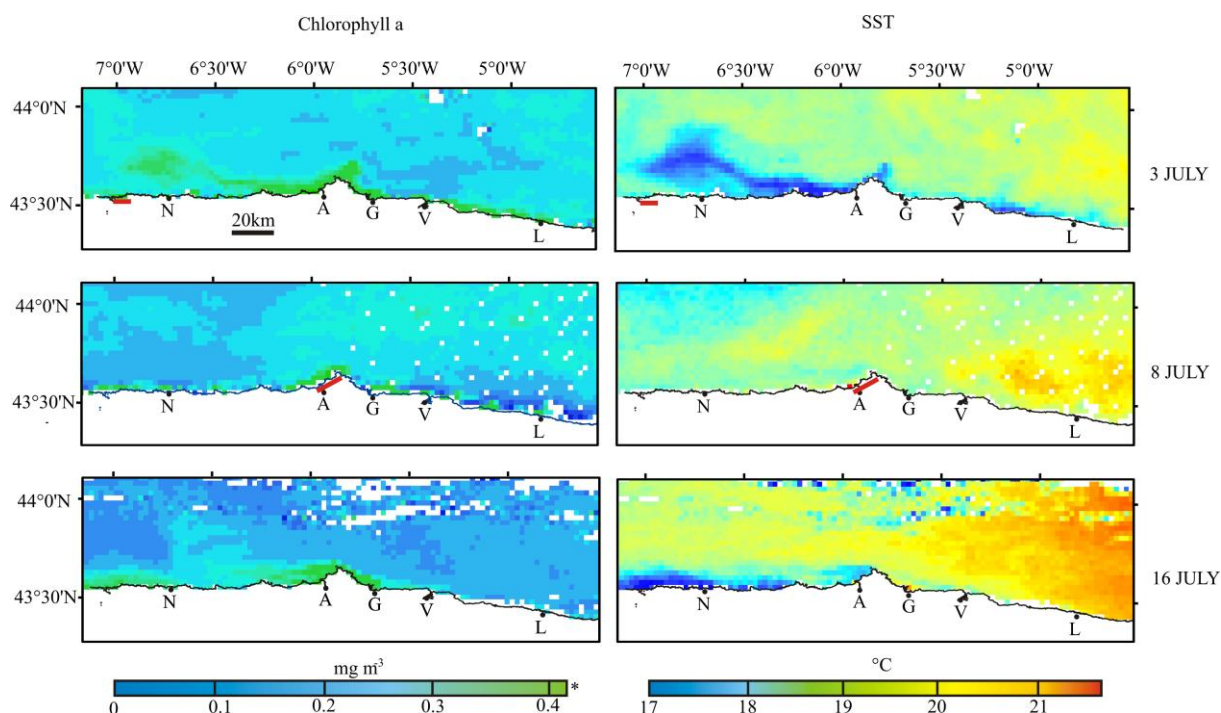 Chlorophyll a
SST
7°0'W 6°30'W 6°0'W 5°30'W 5°0'W
7°0'W 6°30'W 6°0'W 5°30'W 5°0'W
44°0'N
43°30'N
N
20km
A
G
V
L
N
A
G
V
L
3 JULY
44°0'N
43°30'N
N
A
G
V
L
N
A
G
V
L
8 JULY
44°0'N
43°30'N
N
A
G
V
L
N
A
G
V
L
16 JULY
mg m⁻³
0 0.1 0.2 0.3 0.4 *
°C
17 18 19 20 21